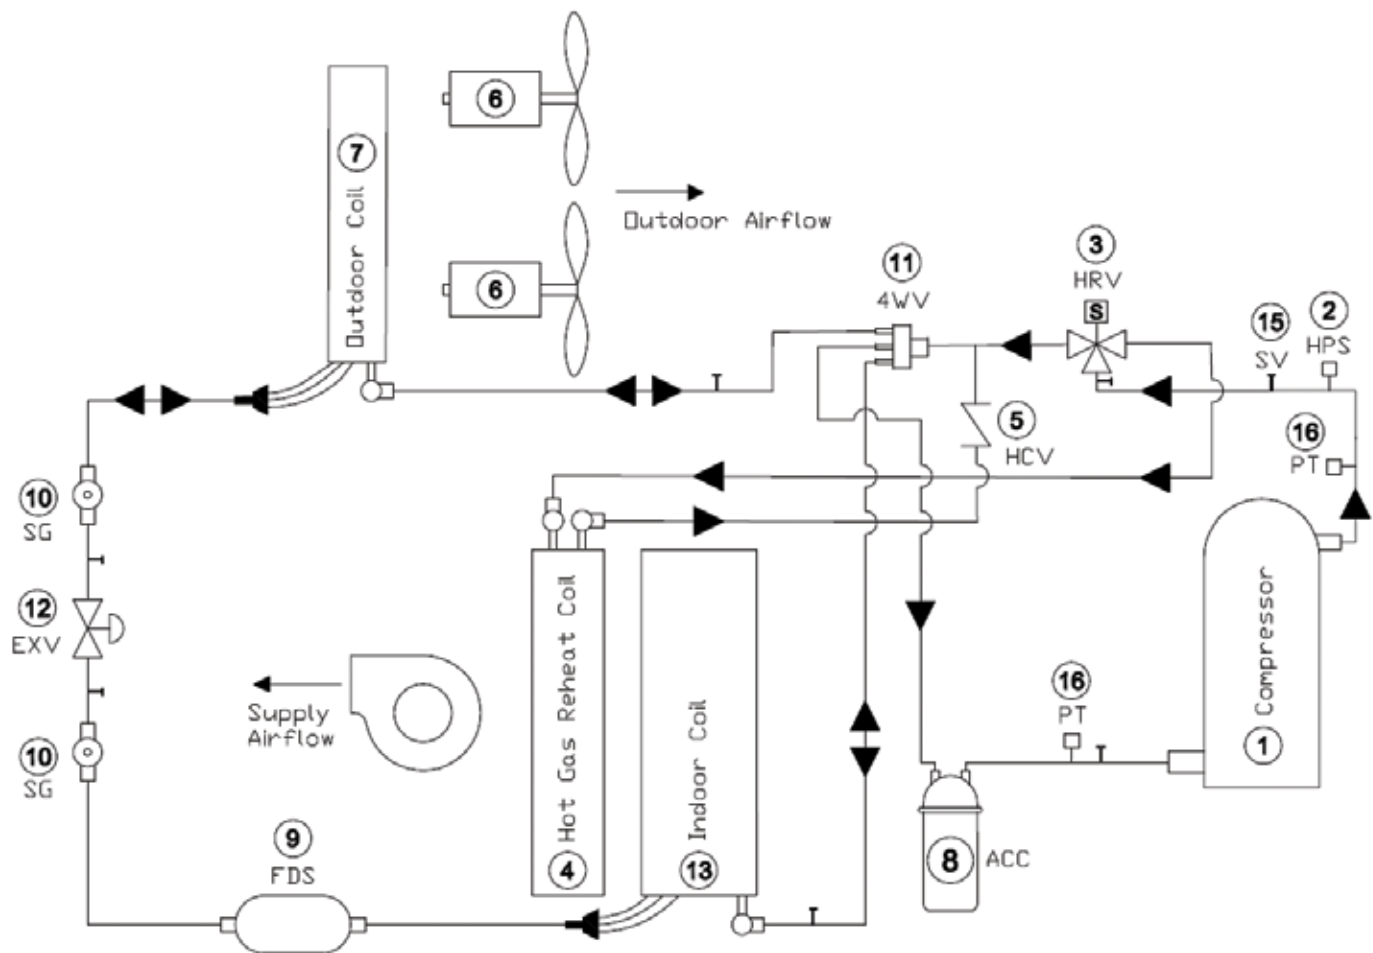 6
7
Outdoor Coil
Outdoor Airflow
6
11
4WV
3
HRV
S
15
SV
2
HPS
16
PT
5
HCV
10
SG
12
EXV
10
SG
Supply
Airflow
4
Hot Gas Reheat Coil
13
Indoor Coil
16
PT
1
Compressor
9
FDS
8
ACC